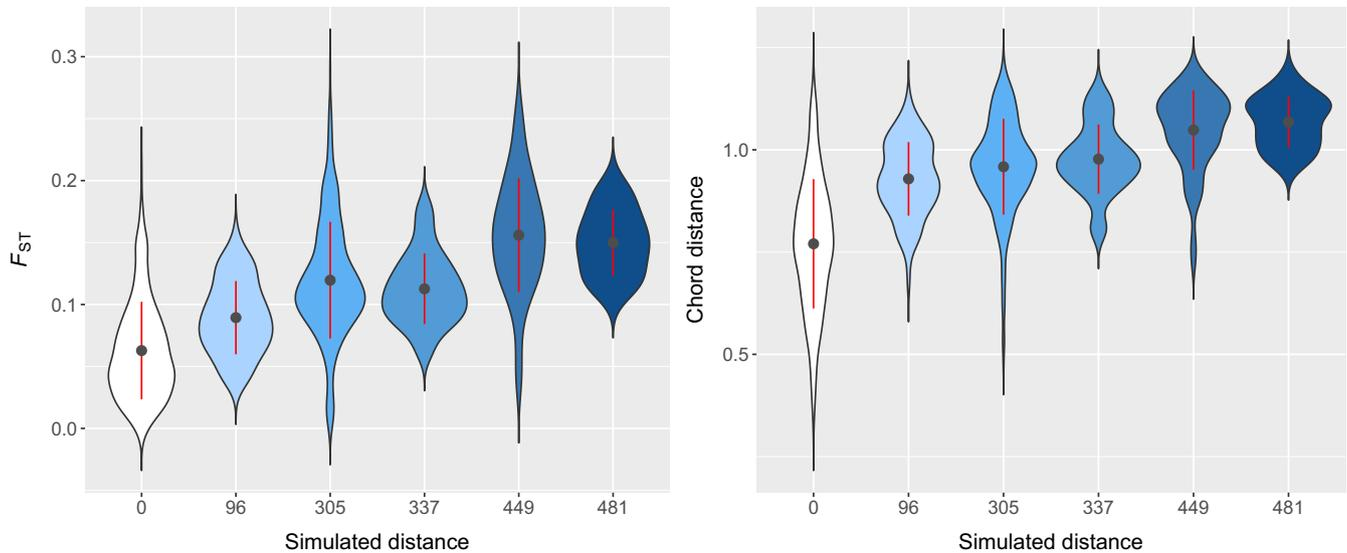 0.3
0.2
0.1
0.0
FST
0 96 305 337 449 481
Simulated distance
1.0
0.5
Chord distance
0 96 305 337 449 481
Simulated distance